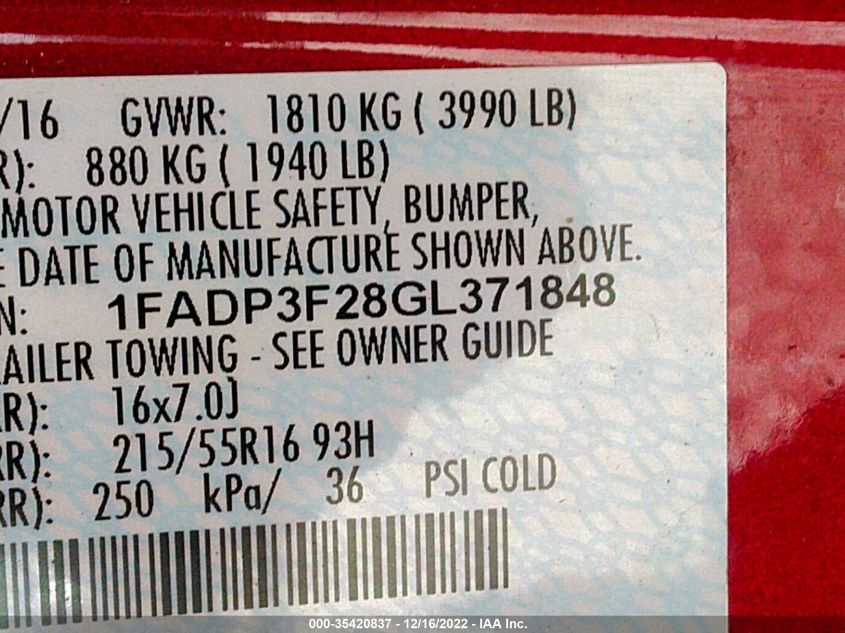 /16 GVWR: 1810 KG ( 3990 LB)
R): 880 KG ( 1940 LB)
MOTOR VEHICLE SAFETY, BUMPER,
E DATE OF MANUFACTURE SHOWN ABOVE.
N: 1FADP3F28GL371848
AILER TOWING - SEE OWNER GUIDE
R): 16x7.0J
RR): 215/55R16 93H
RR): 250 kPa/ 36 PSI COLD
000-35420837 - 12/16/2022 - IAA Inc.